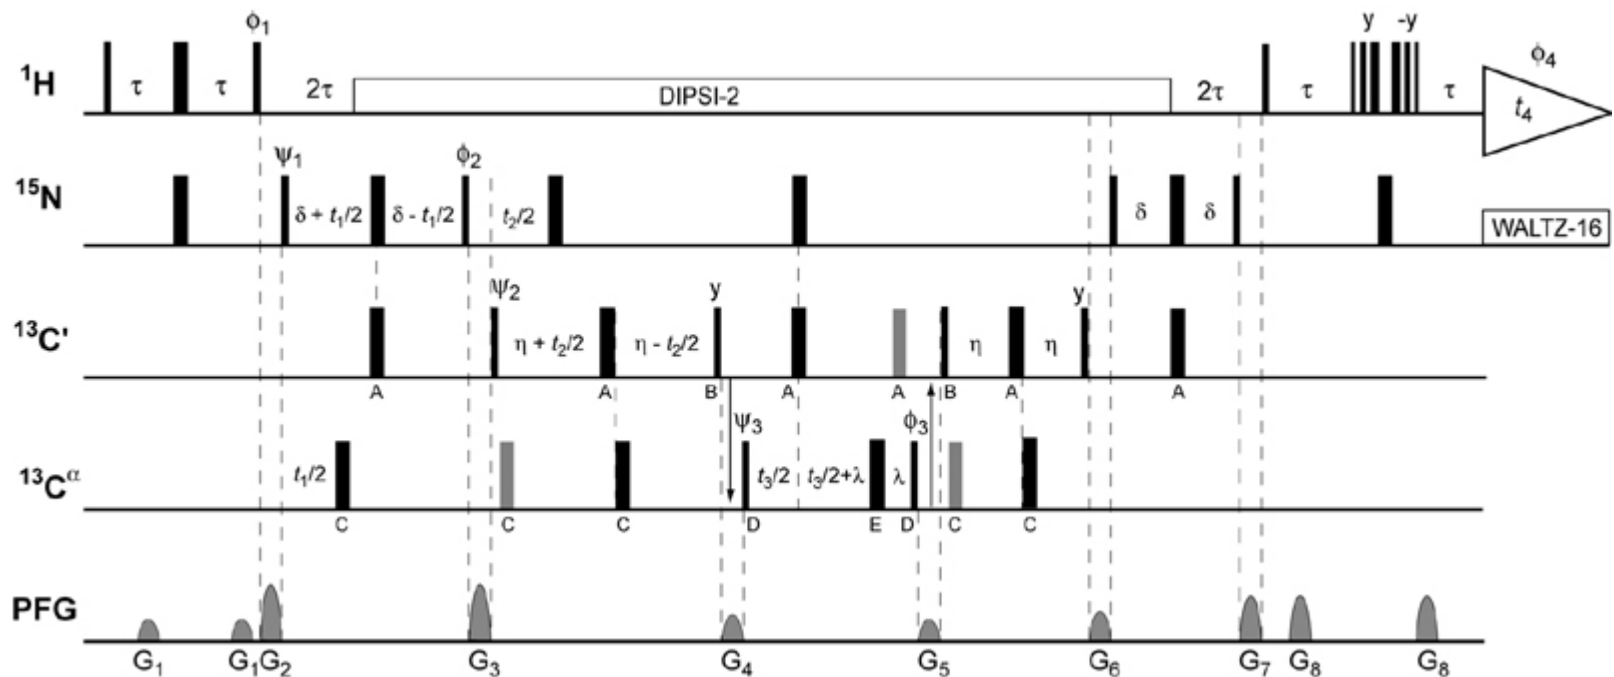 ϕ1 y -y
¹H τ τ 2τ DIPSI-2 2τ τ τ ϕ4 t4
ψ1 ϕ2
¹⁵N δ + t1/2 δ - t1/2 t2/2 δ δ WALTZ-16
ψ2 y y
¹³C' η + t2/2 η - t2/2 η η
A A B A A B A A
ψ3 ϕ3
¹³Cα t1/2 t3/2 t3/2+λ λ
C C C D E D C C
PFG
G1 G1 G2 G3 G4 G5 G6 G7 G8 G8